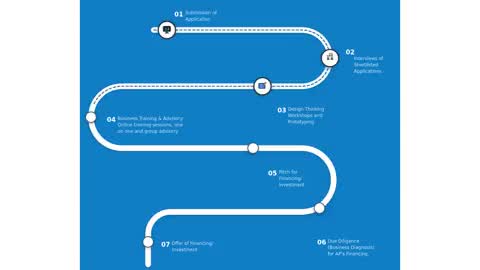 01 Submission of
Application
02
Interviews of
Shortlisted
Applications
03 Design Thinking
Workshops and
Prototyping
04 Business Training & Advisory
Online training sessions, one
on one and group advisory
05 Pitch for
Financing/
Investment
06 Due Diligence
(Business Diagnosis)
for AP's Financing
07 Offer of Financing/
Investment